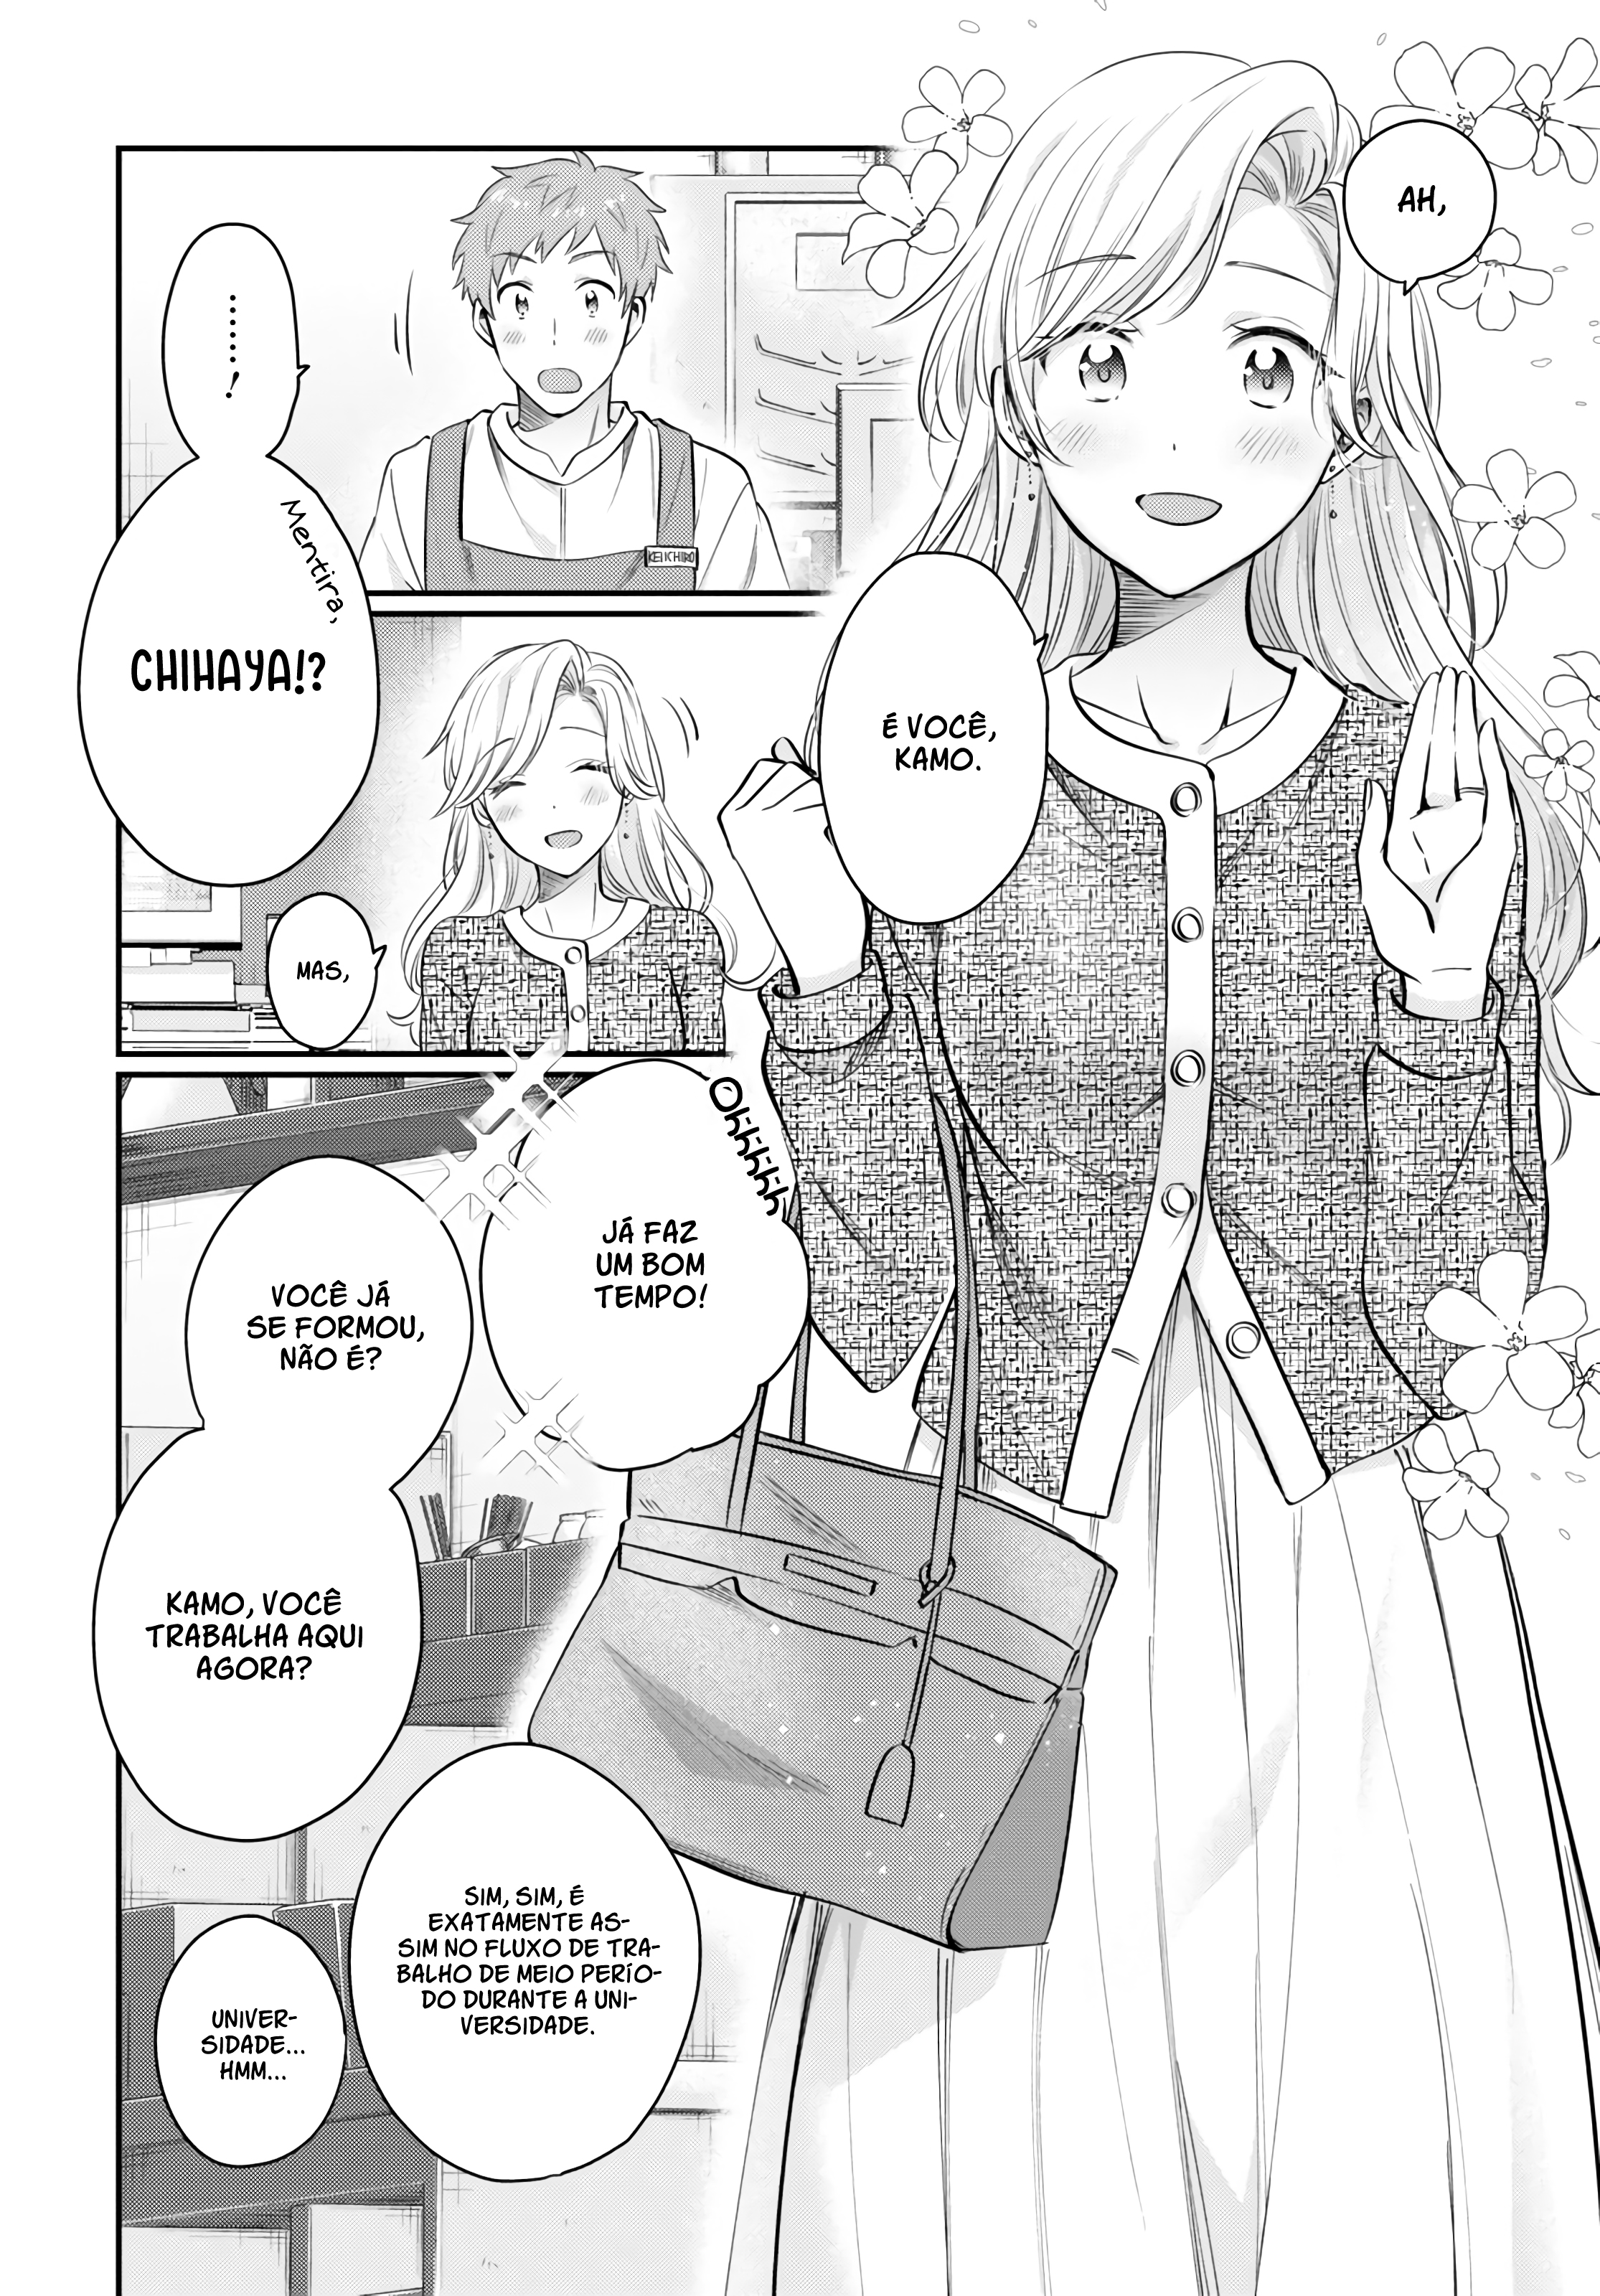 AH,
É VOCÊ,
KAMO.
KEIICHIRO
.......!
Mentira,
CHIHAYA!?
MAS,
Ohhhhh
JÁ FAZ
UM BOM
TEMPO!
VOCÊ JÁ
SE FORMOU,
NÃO É?
KAMO, VOCÊ
TRABALHA AQUI
AGORA?
SIM, SIM, É
EXATAMENTE AS-
SIM NO FLUXO DE TRA-
BALHO DE MEIO PERÍO-
DO DURANTE A UNI-
VERSIDADE.
UNIVER-
SIDADE...
HMM...